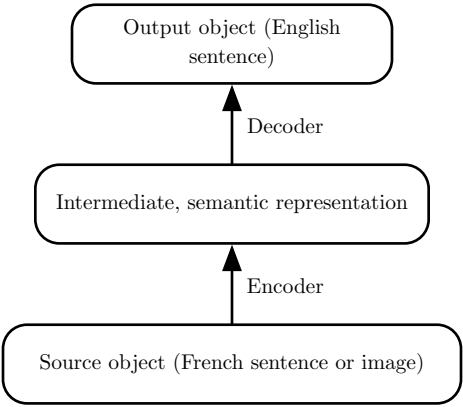 Output object (English
sentence)
Decoder
Intermediate, semantic representation
Encoder
Source object (French sentence or image)